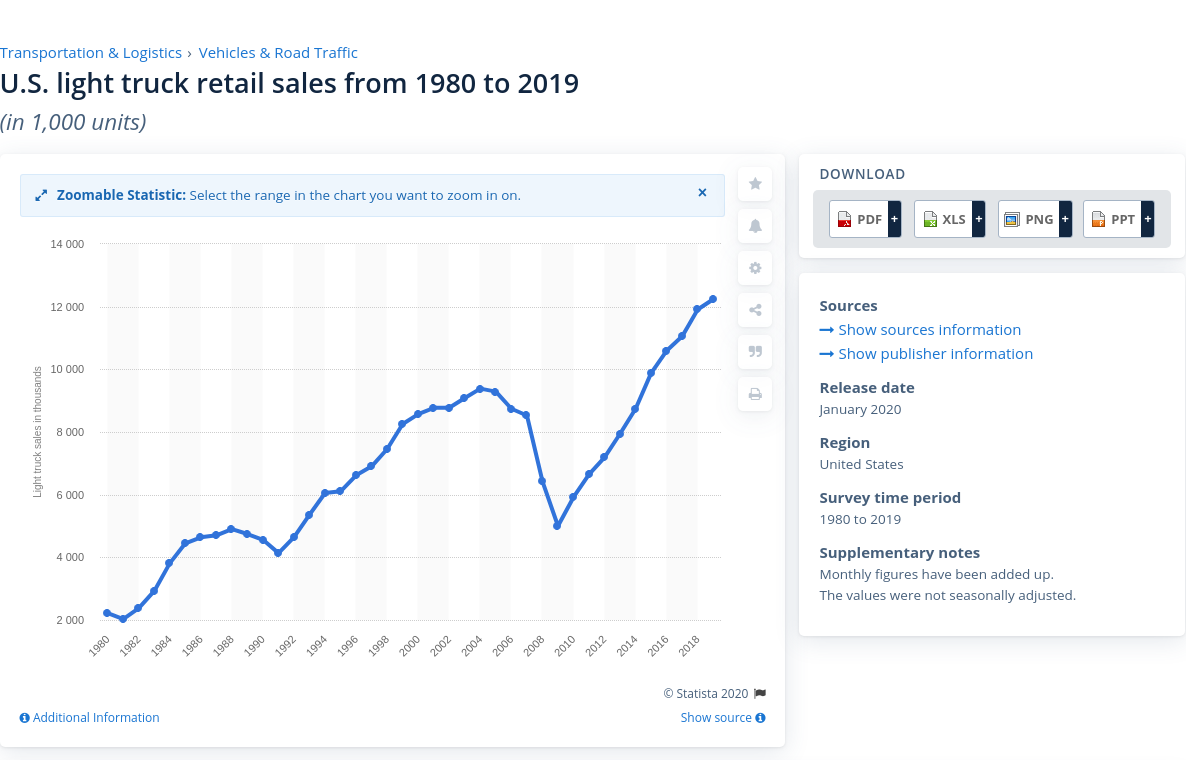 Transportation & Logistics › Vehicles & Road Traffic
U.S. light truck retail sales from 1980 to 2019
(in 1,000 units)
Zoomable Statistic: Select the range in the chart you want to zoom in on. ×
14 000
12 000
10 000
8 000
6 000
4 000
2 000
Light truck sales in thousands
1980 1982 1984 1986 1988 1990 1992 1994 1996 1998 2000 2002 2004 2006 2008 2010 2012 2014 2016 2018
© Statista 2020
Additional Information
Show source
DOWNLOAD
PDF + XLS + PNG + PPT +
Sources
Show sources information
Show publisher information
Release date
January 2020
Region
United States
Survey time period
1980 to 2019
Supplementary notes
Monthly figures have been added up.
The values were not seasonally adjusted.